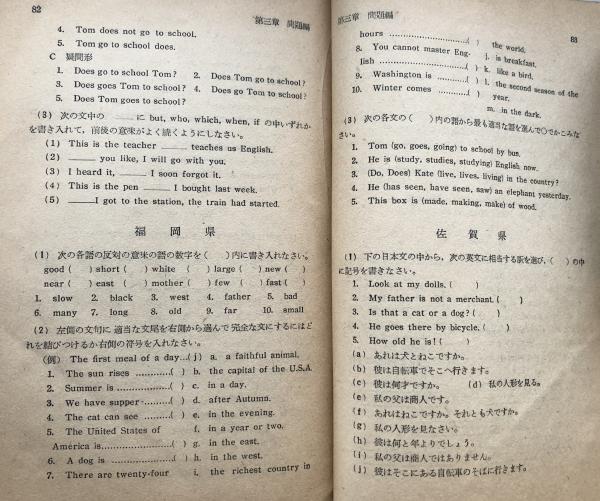 82
第三章 問題編
4. Tom does not go to school.
5. Tom go to school does.
C 疑問形
1. Does go to school Tom? 2. Does Tom go to school?
3. Does goes to school Tom? 4. Does go Tom to school?
5. Does Tom goes to school?
(3) 次の文中の ____ に but, who, which, when, if の中いずれか
を書き入れて, 前後の意味がよく続くようにしなさい。
(1) This is the teacher ____ teaches us English.
(2) ____ you like, I will go with you.
(3) I heard it, ____ I soon forgot it.
(4) This is the pen ____ I bought last week.
(5) ____I got to the station, the train had started.
福岡県
(1) 次の各語の反対の意味の語の数字を( )内に書き入れなさい。
good ( ) short ( ) white ( ) large ( ) new ( )
near ( ) east ( ) mother ( ) few ( ) fast ( )
1. slow 2. black 3. west 4. father 5. bad
6. many 7. long 8. old 9. far 10. small
(2) 左側の文句に適当な文尾を右側から選んで完全な文にするにはど
れを結びつけるか右側の符号を入れなさい。
(例) The first meal of a day...( j ) a. a faithful animal.
1. The sun rises ............( ) b. the capital of the U.S.A.
2. Summer is ...............( ) c. in a day.
3. We have supper .........( ) d. after Autumn.
4. The cat can see .........( ) e. in the evening.
5. The United States of f. in a year or two.
America is..................( ) g. in the east.
6. A dog is ..................( ) h. in the west.
7. There are twenty-four i. the richest country in
第三章 問題編
83
hours ........................( ) the world.
8. You cannot master Eng- j. is breakfast.
lish ........................( ) k. like a bird.
9. Washington is ............( ) l. the second season of the
10. Winter comes ............( ) year.
m. in the dark.
(3) 次の各文の( )内の語から最も適当な語を選んで○でかこみな
さい。
1. Tom (go, goes, going) to school by bus.
2. He is (study, studies, studying) English now.
3. (Do, Does) Kate (live, lives, living) in the country?
4. He (has seen, have seen, saw) an elephant yesterday.
5. This box is (made, making, make) of wood.
佐賀県
(1) 下の日本文の中から, 次の英文に相当する訳を選び, ( )の中
に記号を書きなさい。
1. Look at my dolls. ( )
2. My father is not a merchant. ( )
3. Is that a cat or a dog? ( )
4. He goes there by bicycle. ( )
5. How old he is! ( )
(a) あれは犬とねこですか。
(b) 彼は自転車でそこへ行きます。
(c) 彼は何才ですか。 (d) 私の人形を見る。
(e) 私の父は商人です。
(f) あれはねこですか。それとも犬ですか。
(g) 私の人形を見なさい。
(h) 彼は何と年よりでしょう。
(i) 私の父は商人ではありません。
(j) 彼はそこにある自転車のそばに行きます。